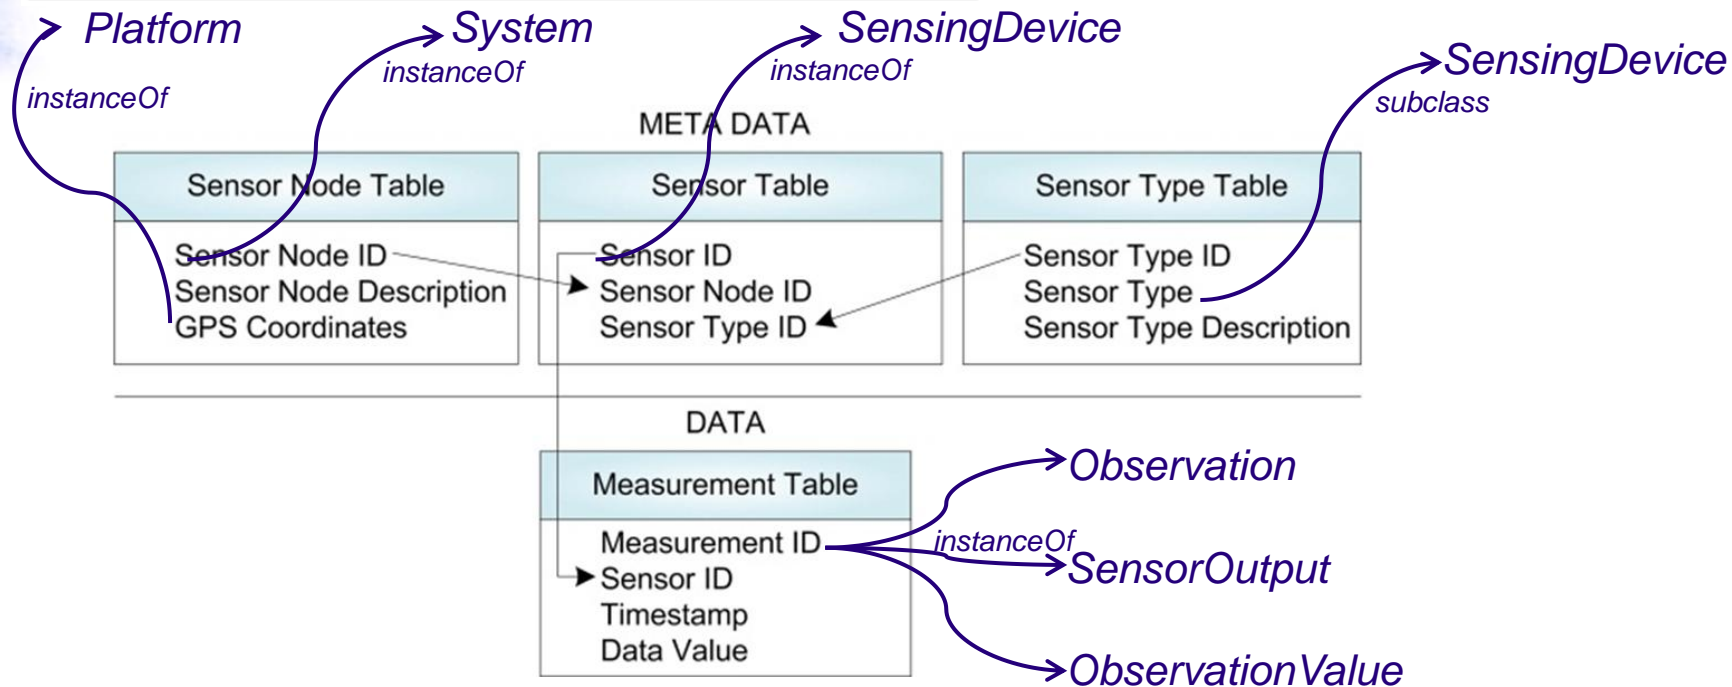 Platform
System
SensingDevice
SensingDevice
instanceOf
instanceOf
instanceOf
subclass
META DATA
Sensor Node Table
Sensor Node ID
Sensor Node Description
GPS Coordinates
Sensor Table
Sensor ID
Sensor Node ID
Sensor Type ID
Sensor Type Table
Sensor Type ID
Sensor Type
Sensor Type Description
DATA
Measurement Table
Measurement ID
Sensor ID
Timestamp
Data Value
Observation
instanceOf
SensorOutput
ObservationValue